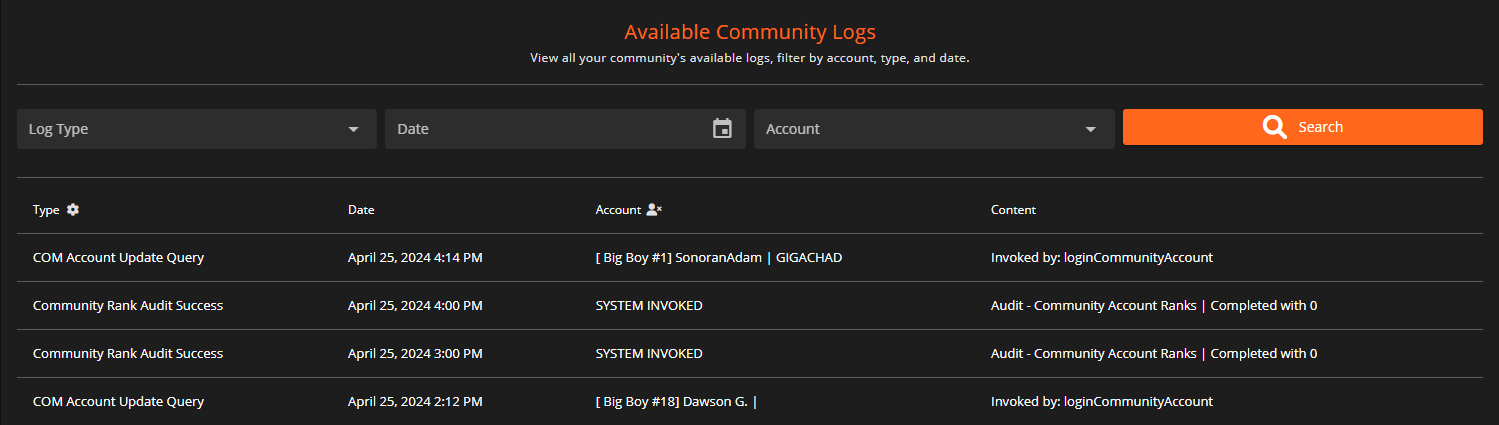 Available Community Logs
View all your community's available logs, filter by account, type, and date.
Log Type Date Account Search
Type Date Account Content
COM Account Update Query April 25, 2024 4:14 PM [ Big Boy #1] SonoranAdam | GIGACHAD Invoked by: loginCommunityAccount
Community Rank Audit Success April 25, 2024 4:00 PM SYSTEM INVOKED Audit - Community Account Ranks | Completed with 0
Community Rank Audit Success April 25, 2024 3:00 PM SYSTEM INVOKED Audit - Community Account Ranks | Completed with 0
COM Account Update Query April 25, 2024 2:12 PM [ Big Boy #18] Dawson G. | Invoked by: loginCommunityAccount